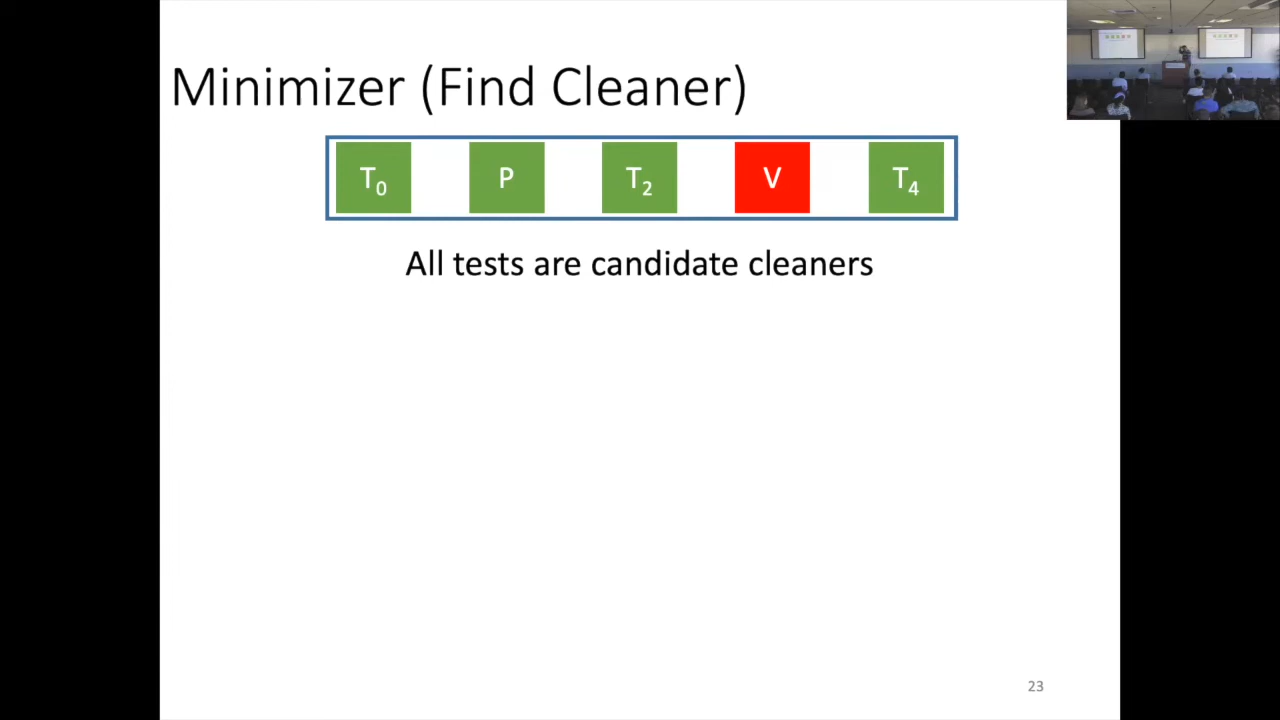 Minimizer (Find Cleaner)
T₀ P T₂ V T₄
All tests are candidate cleaners
23